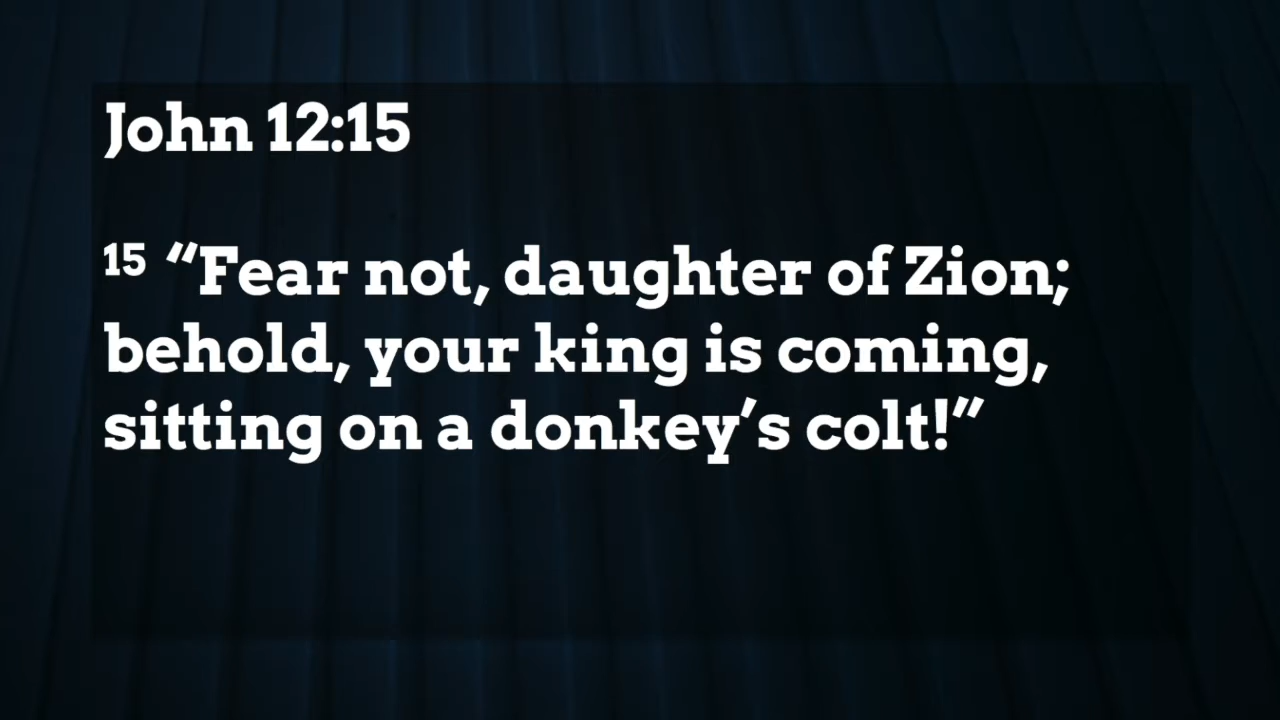 John 12:15
15 “Fear not, daughter of Zion;
behold, your king is coming,
sitting on a donkey’s colt!”